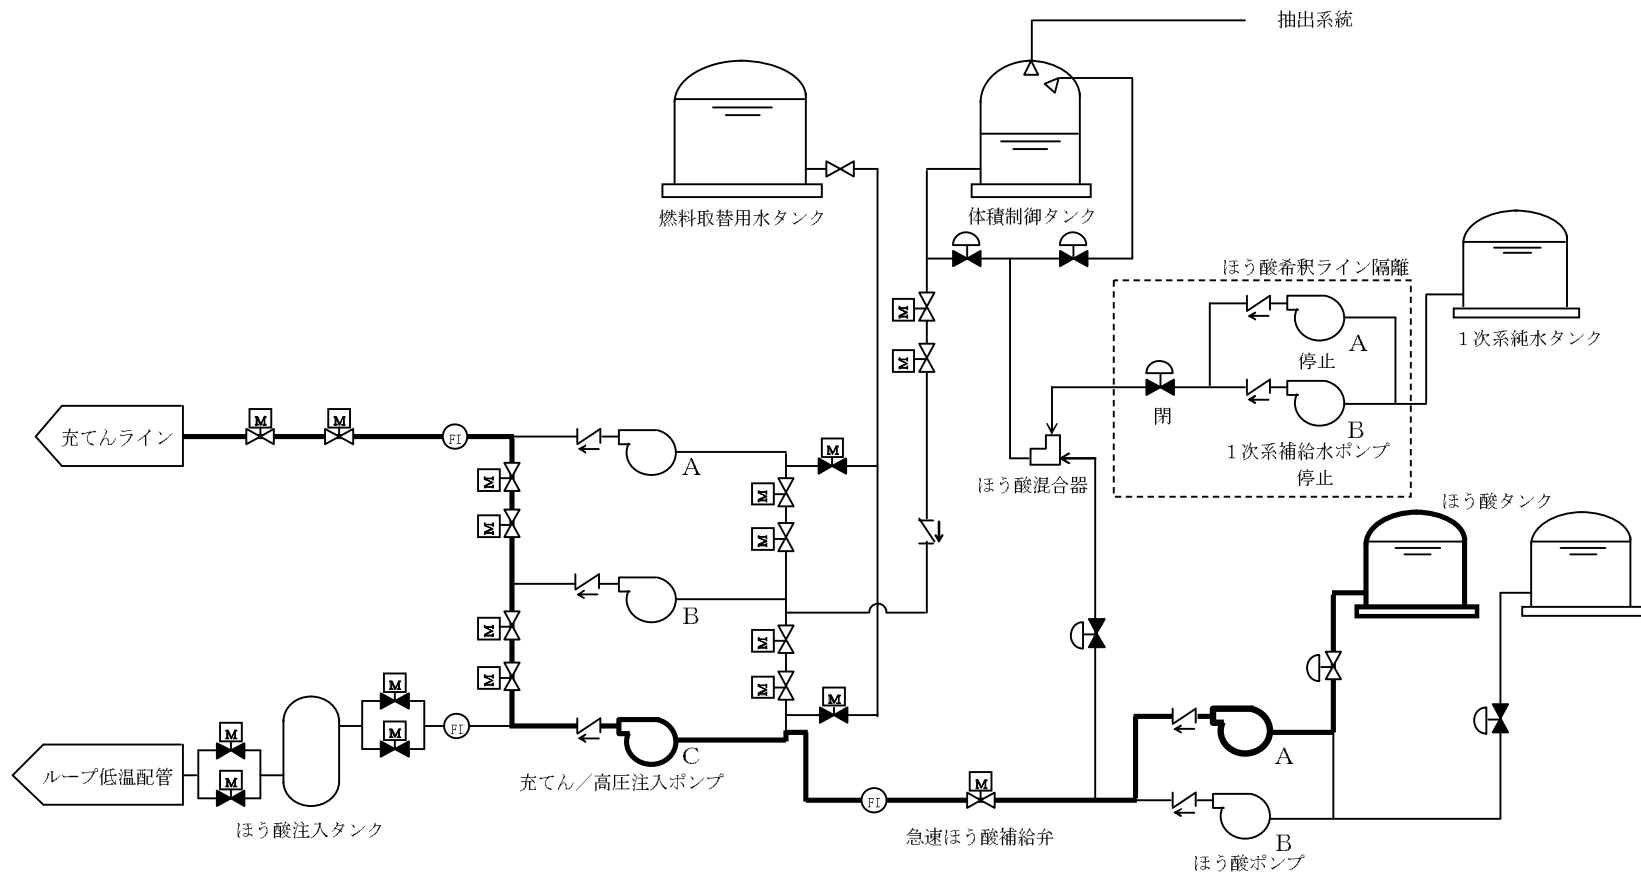 抽出系統
燃料取替用水タンク
体積制御タンク
ほう酸希釈ライン隔離
M
A
停止
1次系純水タンク
M
閉
B
1次系補給水ポンプ
停止
充てんライン
M
M
FI
M
A
M
M
M
ほう酸混合器
ほう酸タンク
M
M
B
M
M
M
M
M
M
M
FI
C
A
ループ低温配管
M
M
M
充てん／高圧注入ポンプ
M
FI
ほう酸注入タンク
急速ほう酸補給弁
B
ほう酸ポンプ